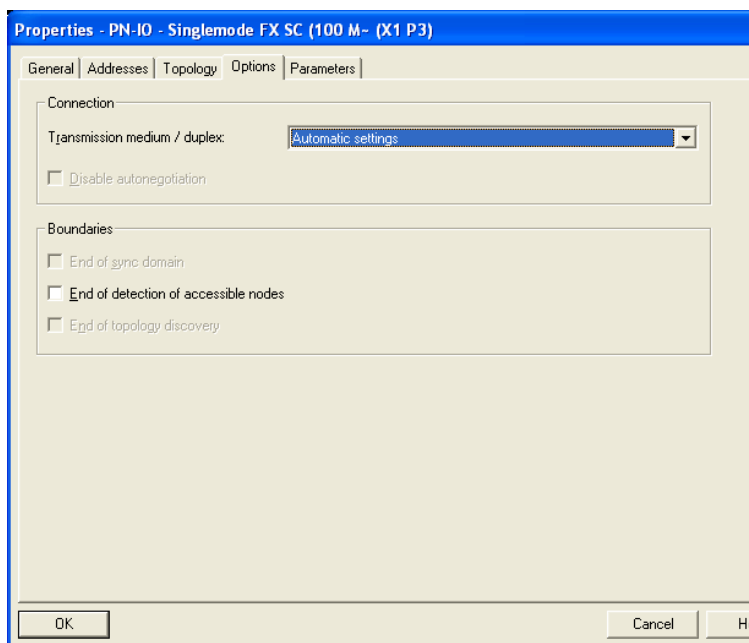 Properties - PN-IO - Singlemode FX SC (100 M~ (X1 P3)
General Addresses Topology Options Parameters
Connection
Transmission medium / duplex: Automatic settings
Disable autonegotiation
Boundaries
End of sync domain
End of detection of accessible nodes
End of topology discovery
OK Cancel H